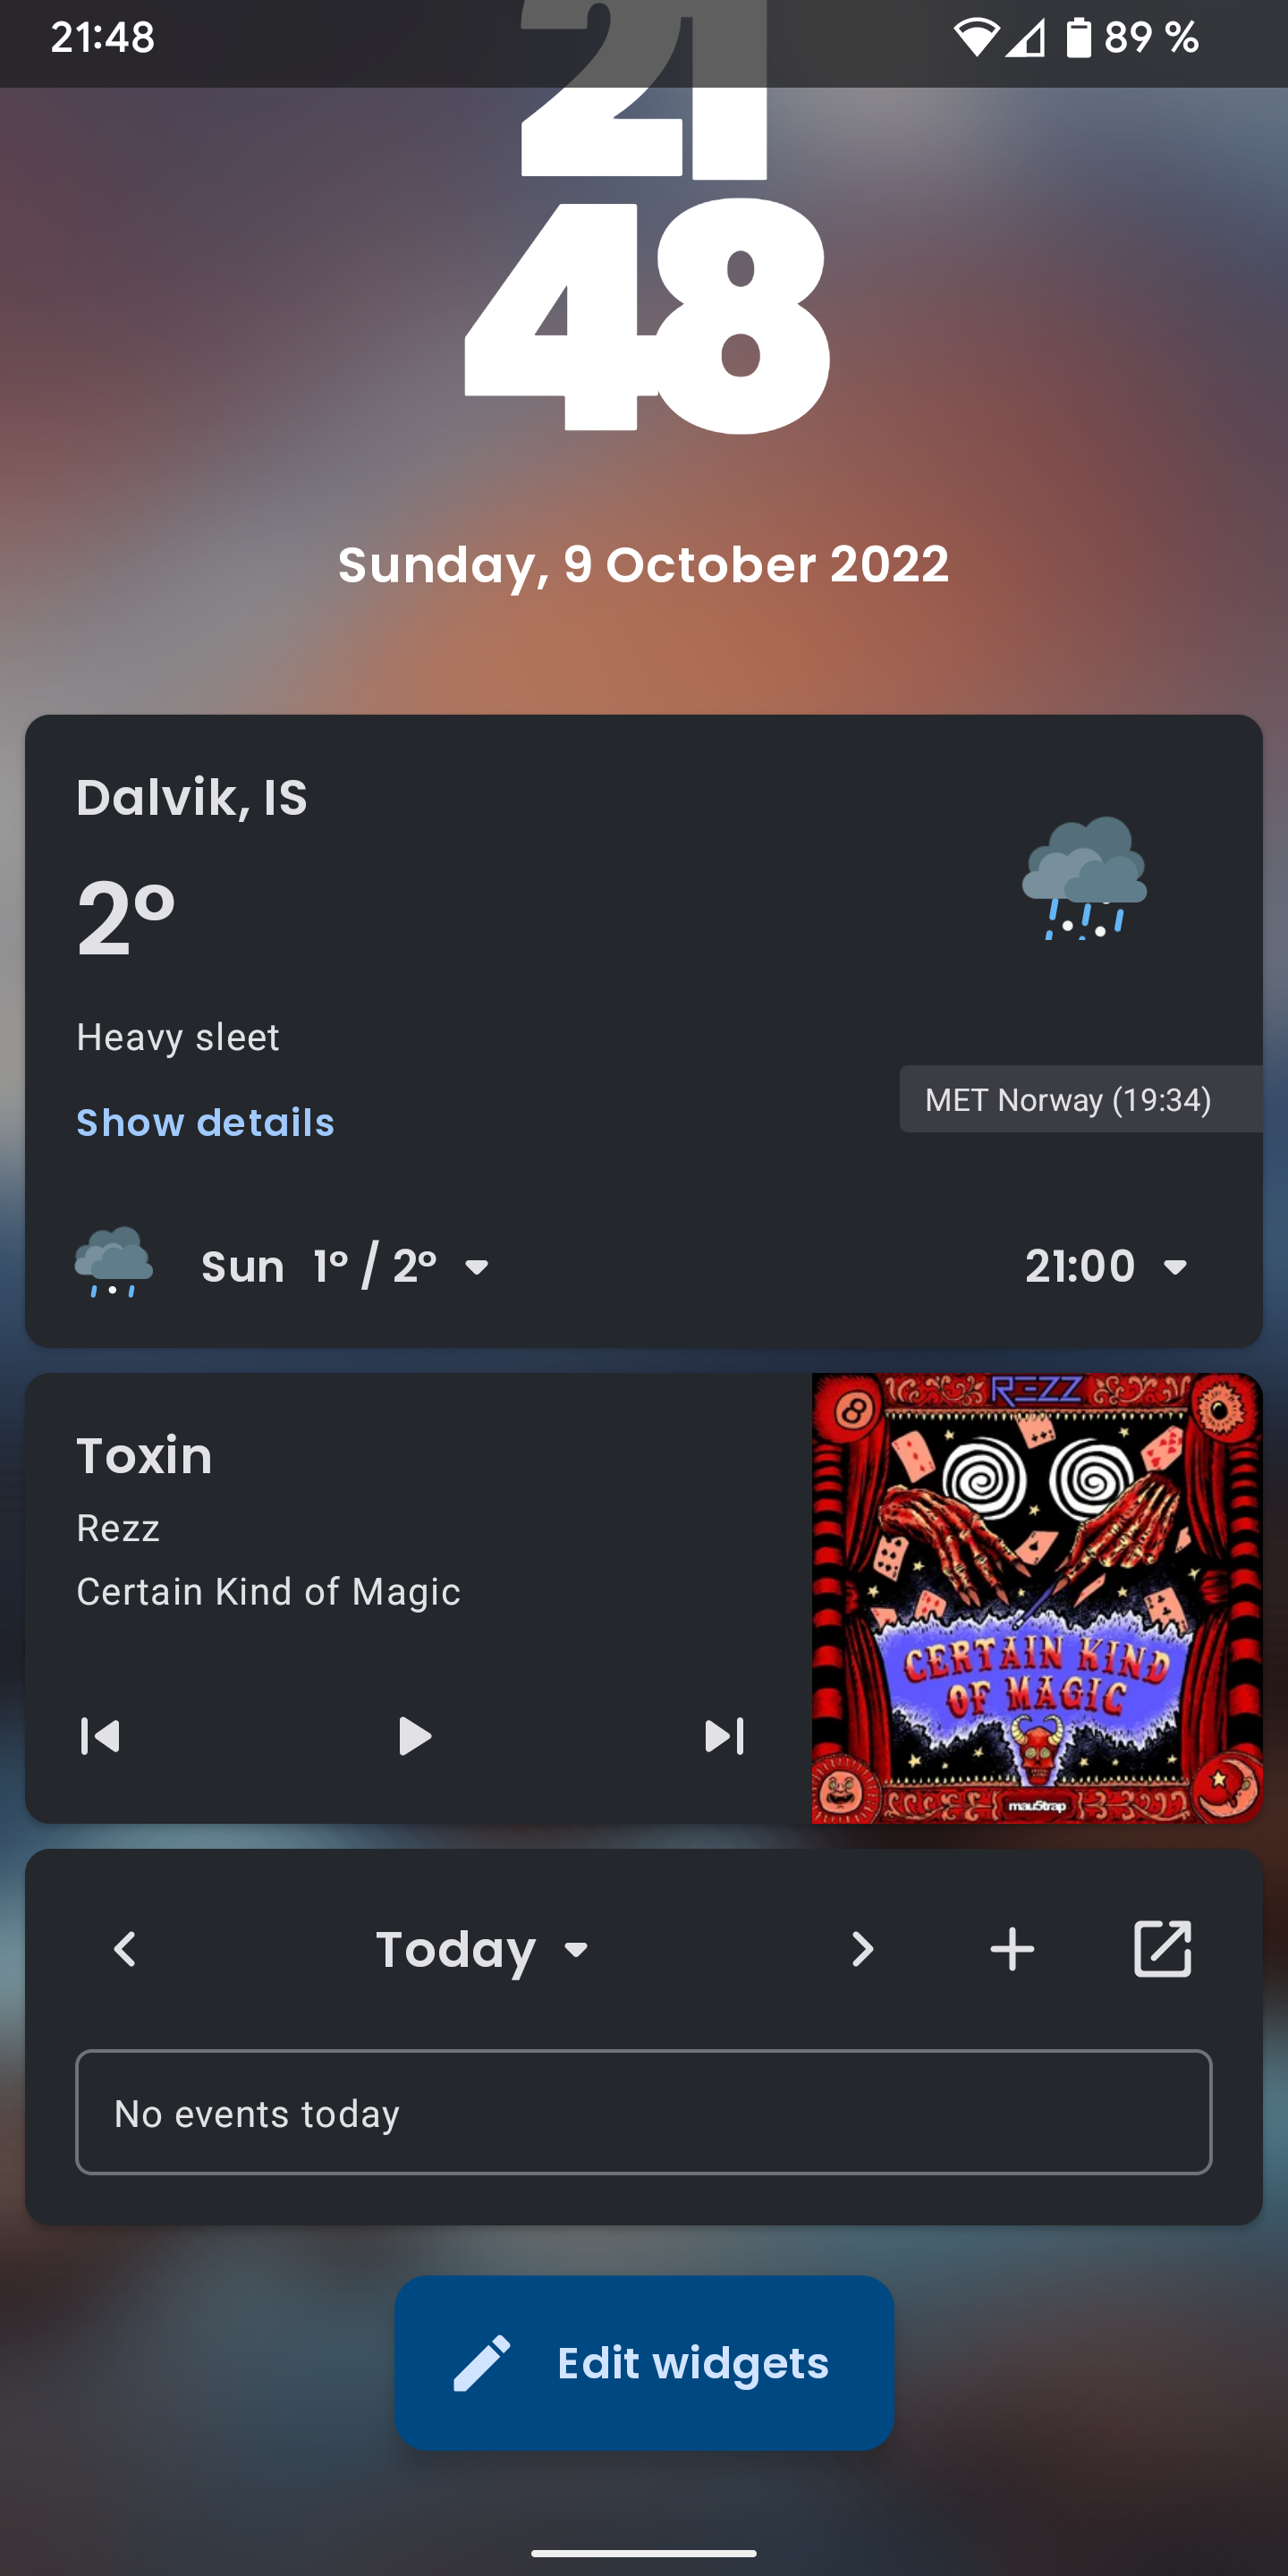 21:48
89 %
21
48
Sunday, 9 October 2022
Dalvik, IS
2°
Heavy sleet
Show details
MET Norway (19:34)
Sun 1° / 2°
21:00
Toxin
Rezz
Certain Kind of Magic
REZZ
8
CERTAIN KIND
OF MAGIC
mau5trap
Today
No events today
Edit widgets